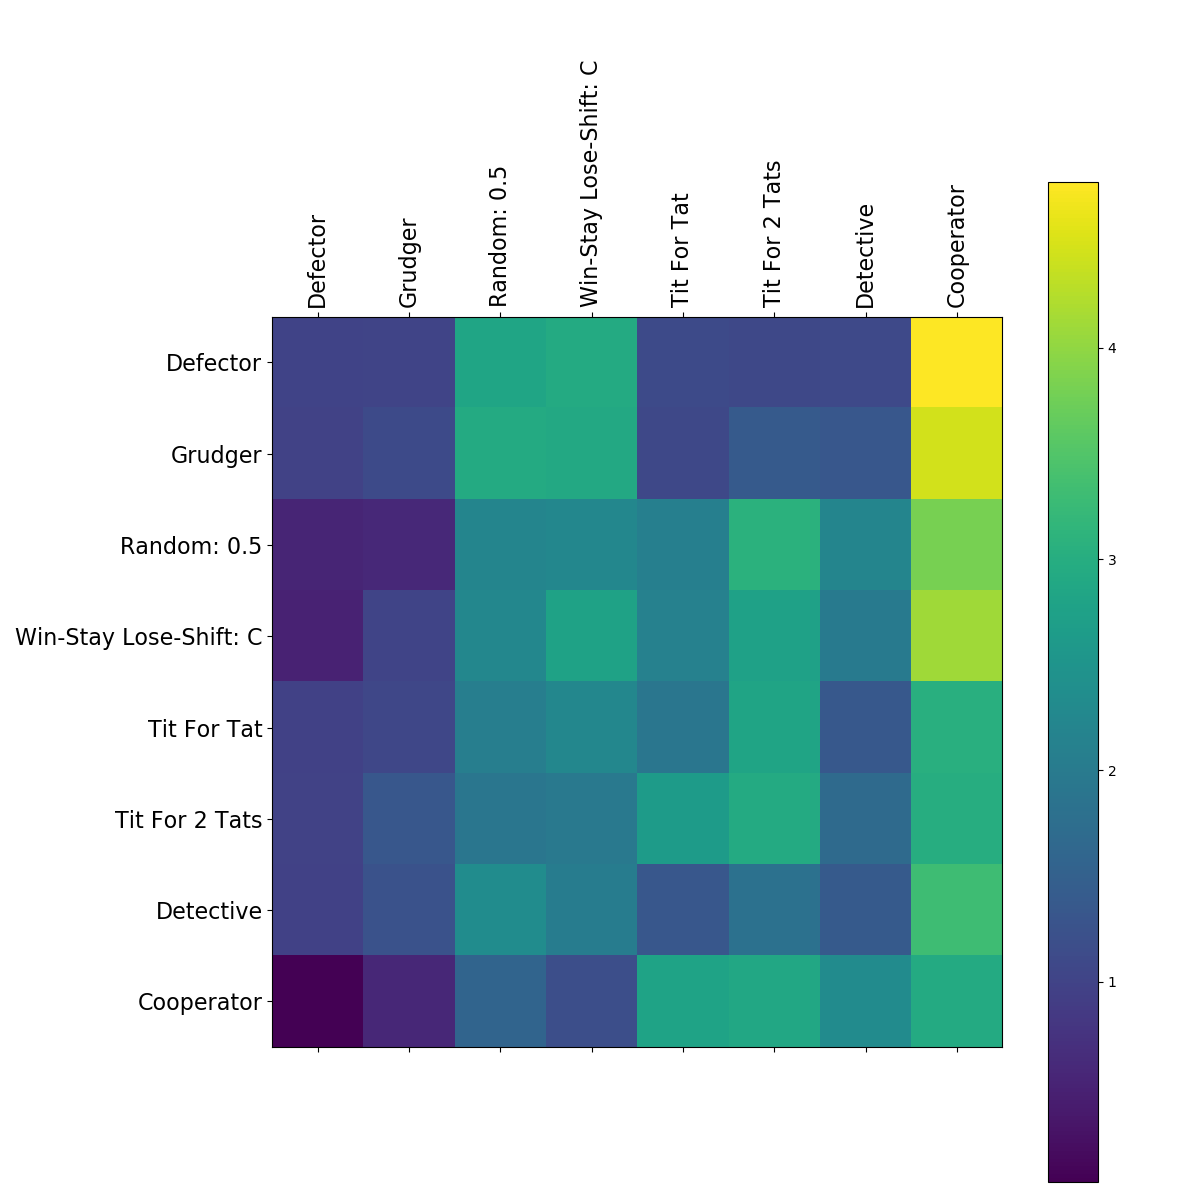 Defector
Grudger
Random: 0.5
Win-Stay Lose-Shift: C
Tit For Tat
Tit For 2 Tats
Detective
Cooperator
Defector
Grudger
Random: 0.5
Win-Stay Lose-Shift: C
Tit For Tat
Tit For 2 Tats
Detective
Cooperator
4
3
2
1